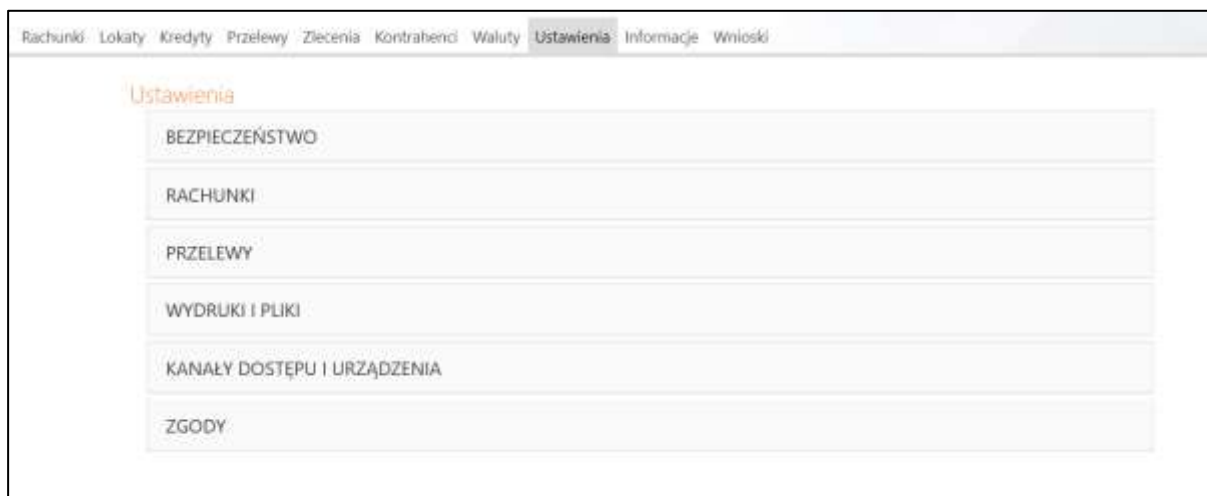 Rachunki Lokaty Kredyty Przelewy Zlecenia Kontrahenci Waluty Ustawienia Informacje Wnioski
Ustawienia
BEZPIECZEŃSTWO
RACHUNKI
PRZELEWY
WYDRUKI I PLIKI
KANAŁY DOSTĘPU I URZĄDZENIA
ZGODY